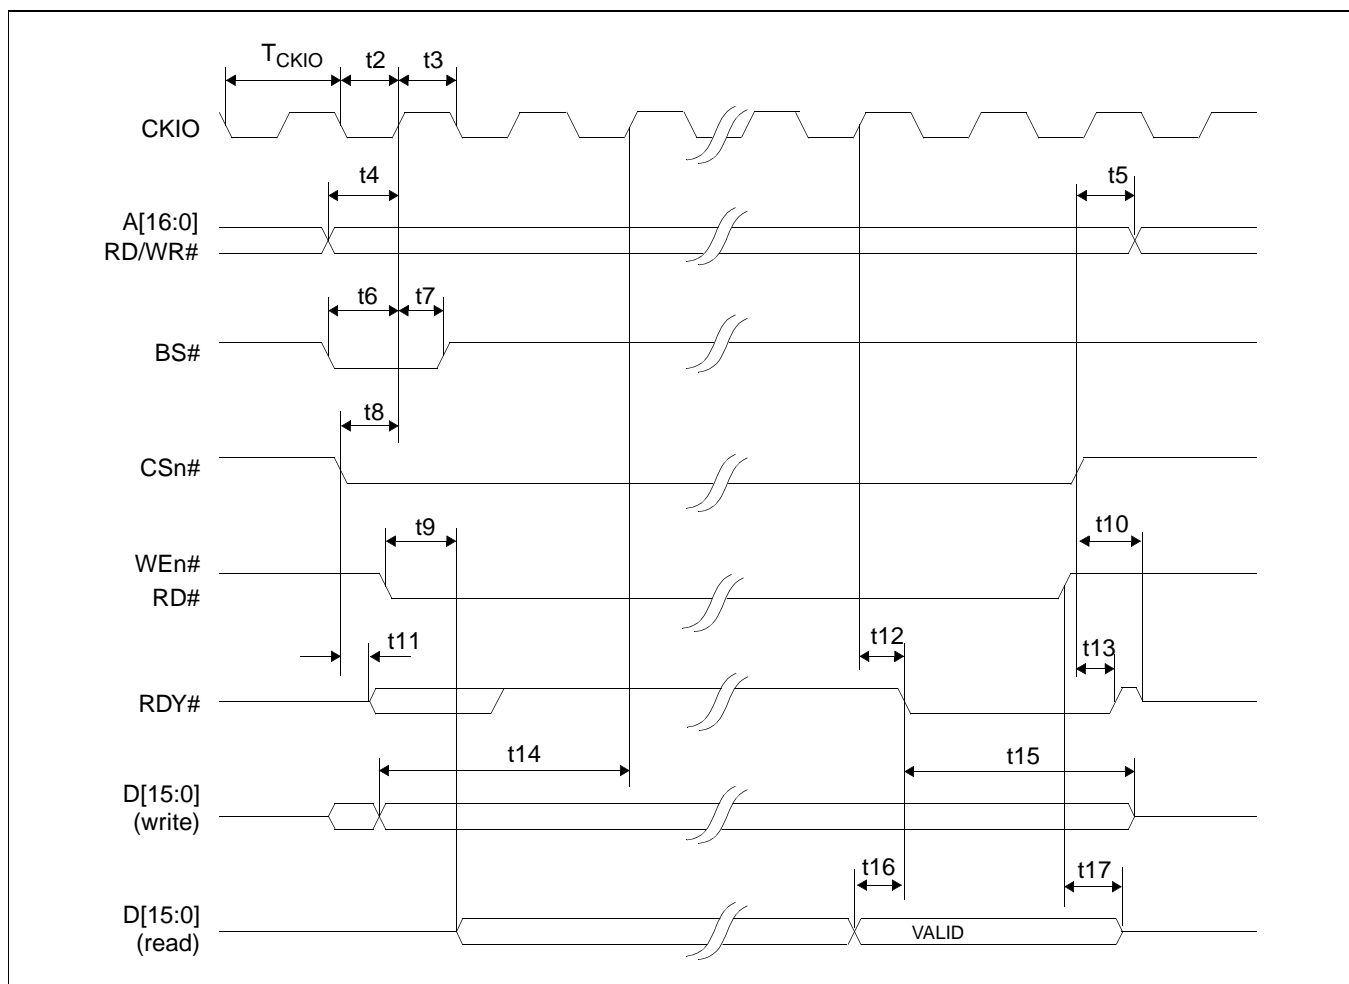 TCKIO t2 t3
CKIO
t4 t5
A[16:0]
RD/WR#
t6 t7
BS#
t8
CSn#
t9 t10
WEn#
RD#
t11 t12 t13
RDY#
t14 t15
D[15:0]
(write)
t16 t17
D[15:0]
(read)
VALID